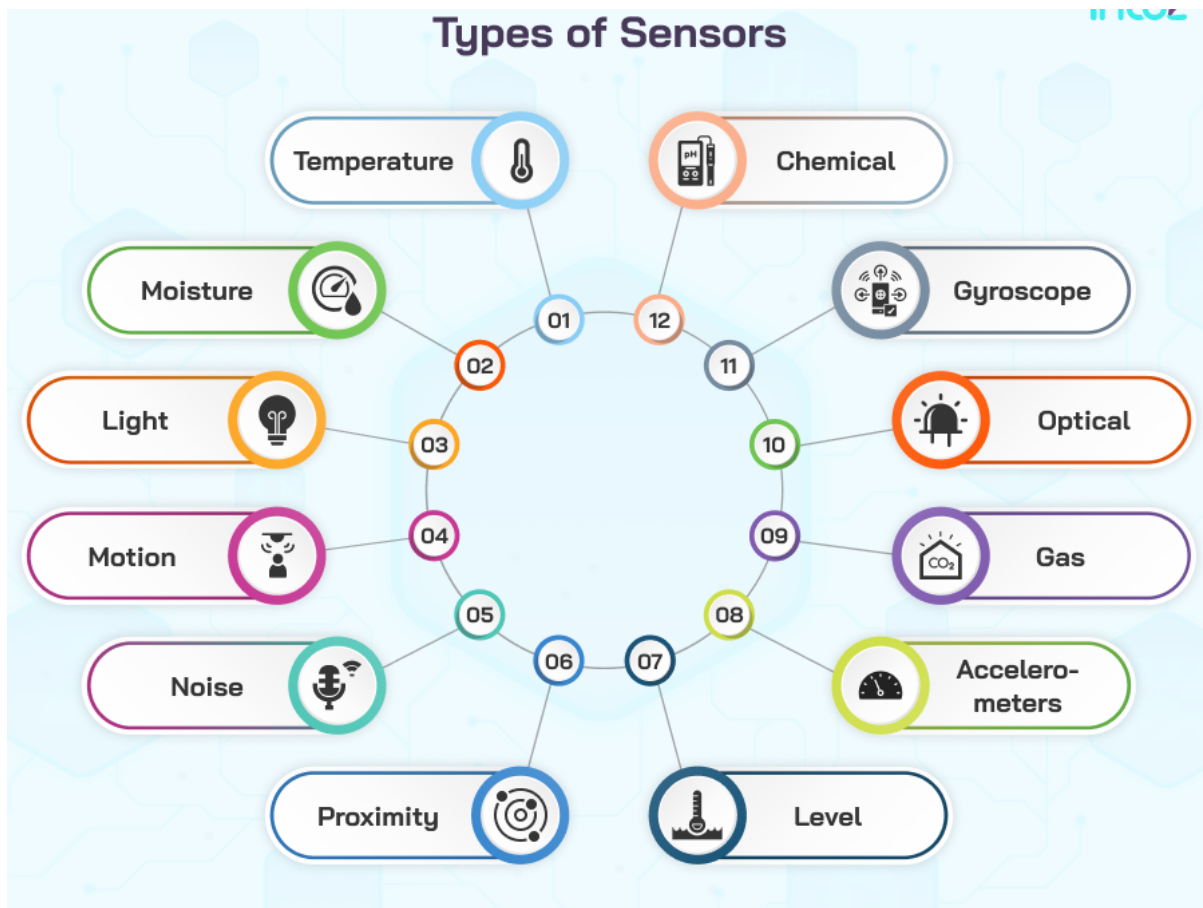 Types of Sensors
Temperature
01
Moisture
02
Light
03
Motion
04
Noise
05
Proximity
06
Level
07
Accelero-
meters
08
Gas
CO₂
09
Optical
10
Gyroscope
11
Chemical
pH
12